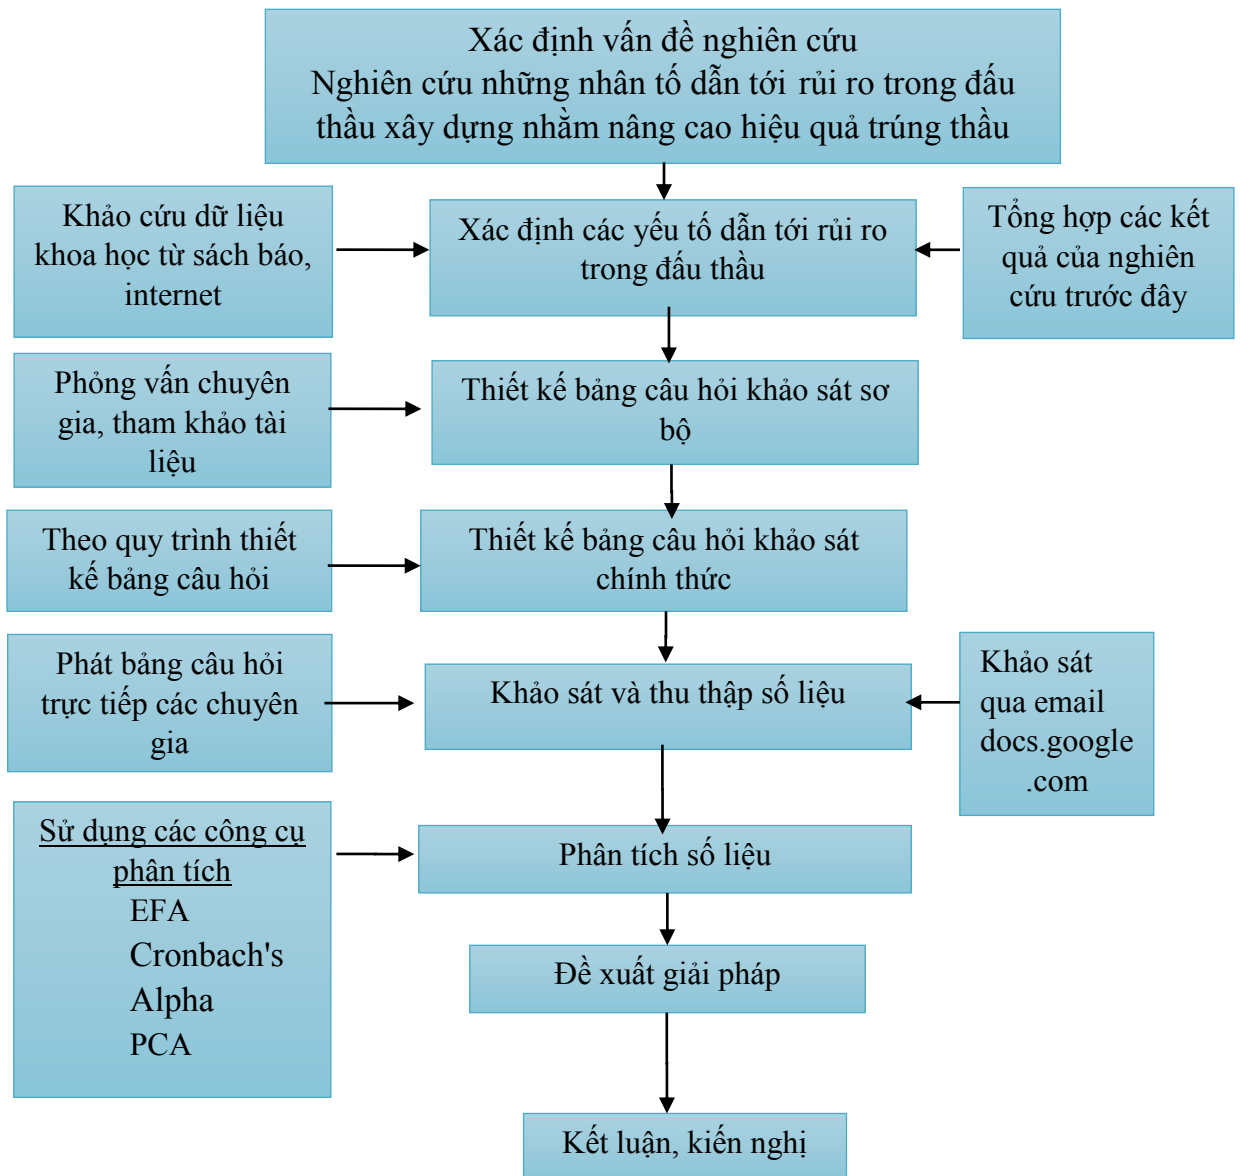 Xác định vấn đề nghiên cứu
Nghiên cứu những nhân tố dẫn tới rủi ro trong đấu
thầu xây dựng nhằm nâng cao hiệu quả trúng thầu
Khảo cứu dữ liệu
khoa học từ sách báo,
internet
Xác định các yếu tố dẫn tới rủi ro
trong đấu thầu
Tổng hợp các kết
quả của nghiên
cứu trước đây
Phỏng vấn chuyên
gia, tham khảo tài
liệu
Thiết kế bảng câu hỏi khảo sát sơ
bộ
Theo quy trình thiết
kế bảng câu hỏi
Thiết kế bảng câu hỏi khảo sát
chính thức
Phát bảng câu hỏi
trực tiếp các chuyên
gia
Khảo sát và thu thập số liệu
Khảo sát
qua email
docs.google
.com
Sử dụng các công cụ
phân tích
EFA
Cronbach's
Alpha
PCA
Phân tích số liệu
Đề xuất giải pháp
Kết luận, kiến nghị